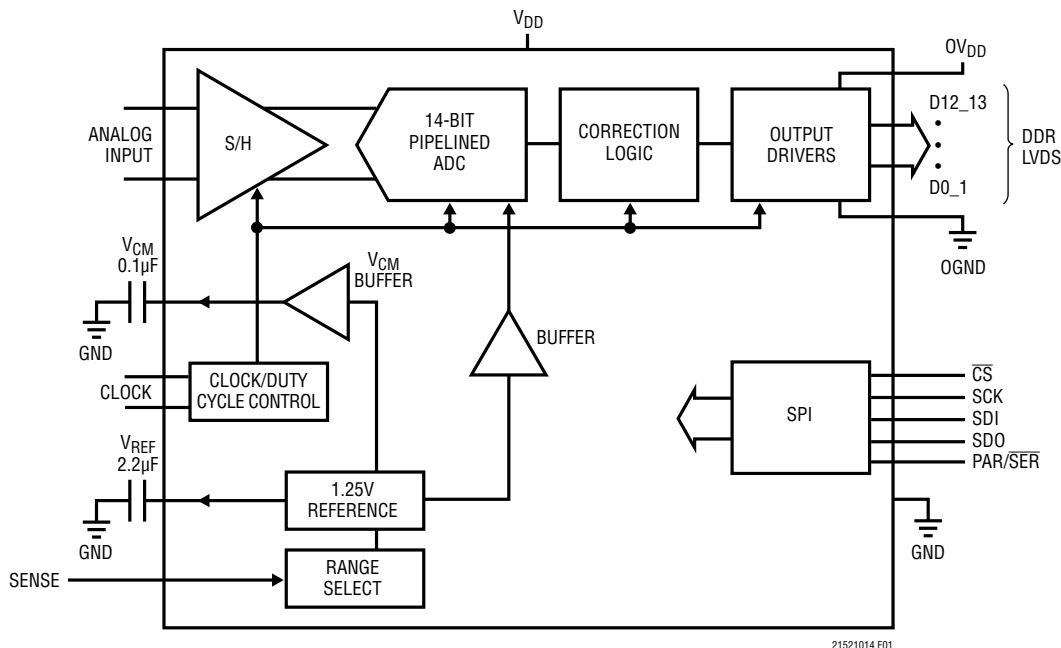 VDD
OVDD
ANALOG
INPUT
S/H
14-BIT
PIPELINED
ADC
CORRECTION
LOGIC
OUTPUT
DRIVERS
D12_13
•
•
•
D0_1
DDR
LVDS
OGND
VCM
0.1µF
VCM
BUFFER
GND
BUFFER
CLOCK
CLOCK/DUTY
CYCLE CONTROL
SPI
C̅S̅
SCK
SDI
SDO
PAR/S̅E̅R̅
VREF
2.2µF
1.25V
REFERENCE
GND
GND
SENSE
RANGE
SELECT
21521014 F01